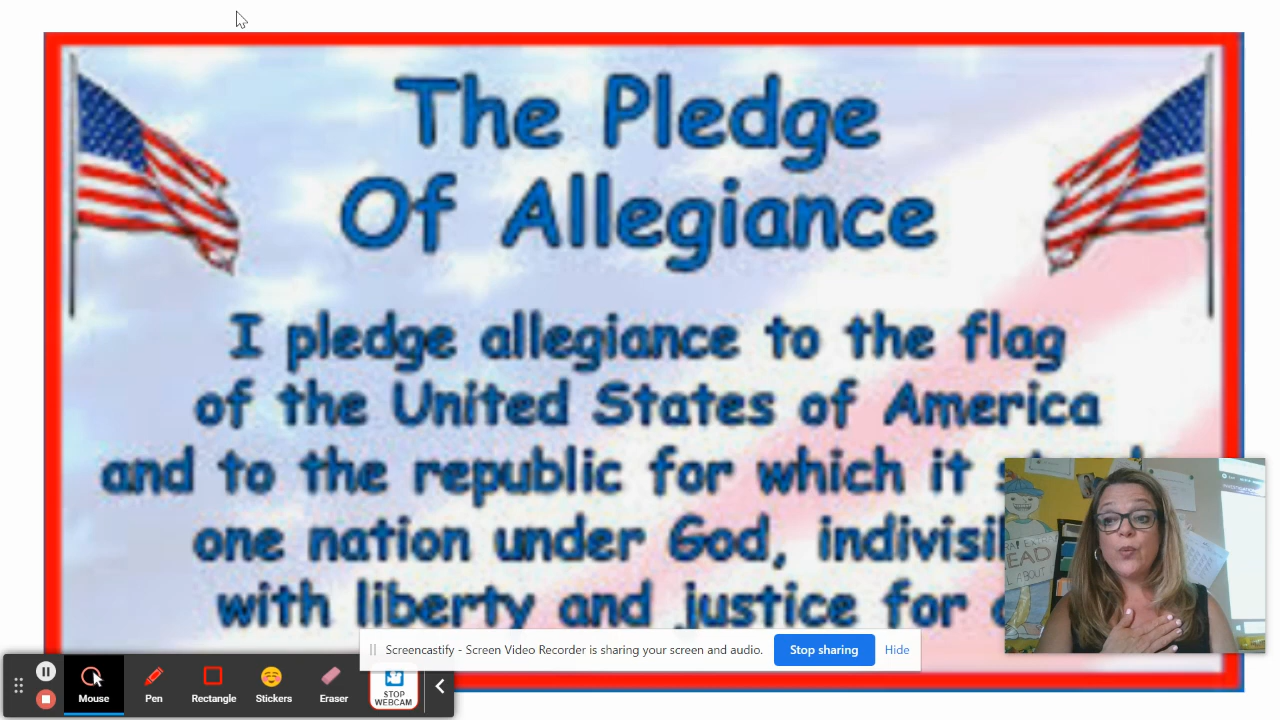 The Pledge
Of Allegiance
I pledge allegiance to the flag
of the United States of America
and to the republic for which it
one nation under God,
with liberty and justice for
EAD
Screencastify - Screen Video Recorder is sharing your screen and audio.
Stop sharing
Hide
Mouse
Pen
Rectangle
Stickers
Eraser
STOP
WEBCAM